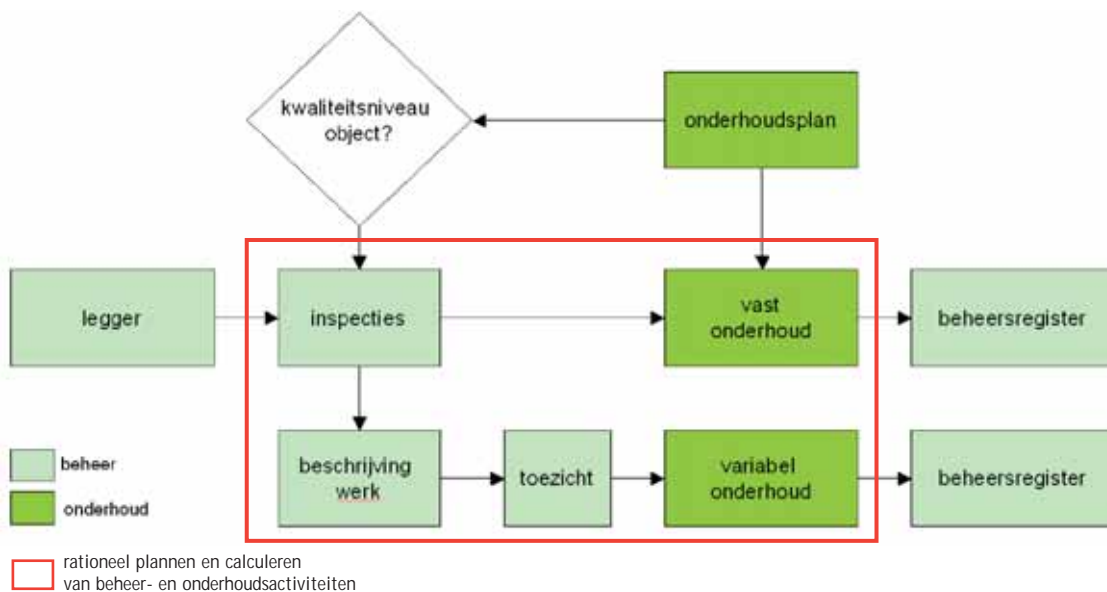 kwaliteitsniveau
object?
onderhoudsplan
legger
inspecties
vast
onderhoud
beheersregister
beschrijving
werk
toezicht
variabel
onderhoud
beheersregister
beheer
onderhoud
rationeel plannen en calculeren
van beheer- en onderhoudsactiviteiten